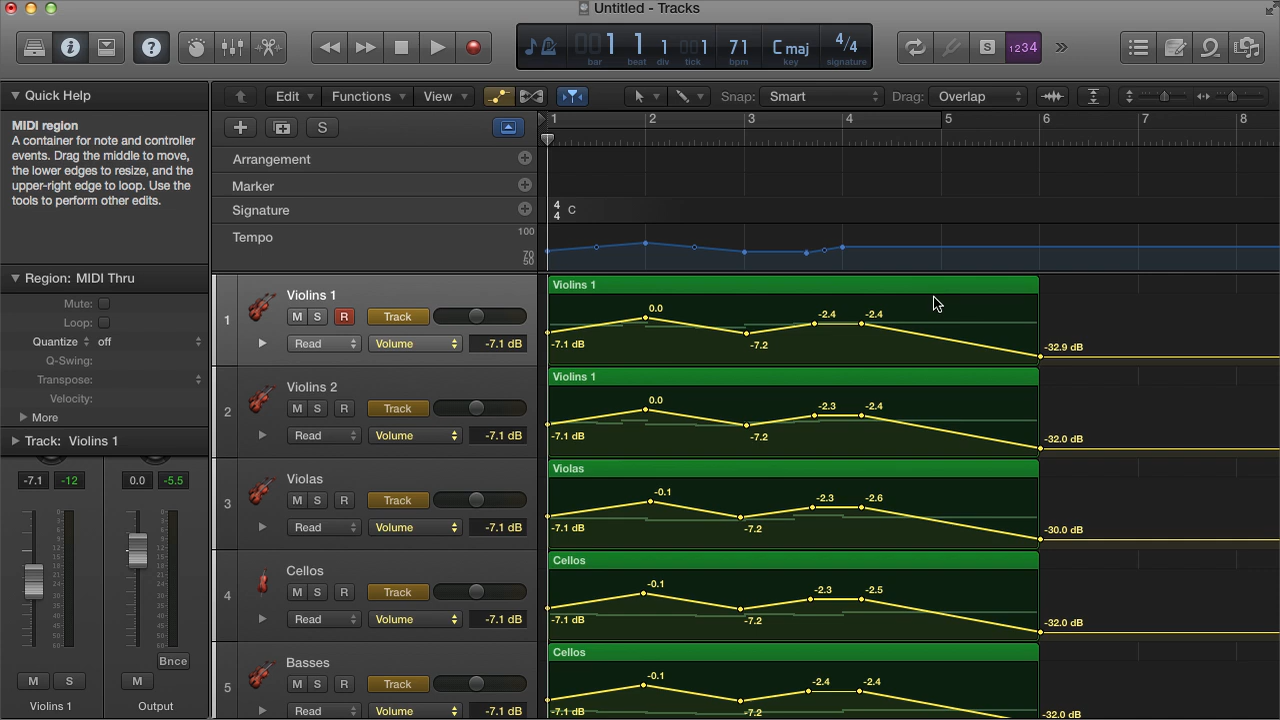 Untitled - Tracks
1234
00 1 1 1 001 71 C maj 4/4
bar beat div tick bpm key signature
Quick Help
Edit Functions View Snap: Smart Drag: Overlap
MIDI region
A container for note and controller
events. Drag the middle to move,
the lower edges to resize, and the
upper-right edge to loop. Use the
tools to perform other edits.
S
1 2 3 4 5 6 7 8
Arrangement
Marker
Signature
4
4 C
Tempo
100
70
50
Region: MIDI Thru
Mute:
Loop:
Quantize off
Q-Swing:
Transpose:
Velocity:
More
Track: Violins 1
-7.1 -12 0.0 -5.5
Bnce
M S M
Violins 1 Output
1 Violins 1
M S R Track
Read Volume -7.1 dB
Violins 1
-7.1 dB 0.0 -7.2 -2.4 -2.4 -32.9 dB
2 Violins 2
M S R Track
Read Volume -7.1 dB
Violins 1
-7.1 dB 0.0 -7.2 -2.3 -2.4 -32.0 dB
3 Violas
M S R Track
Read Volume -7.1 dB
Violas
-7.1 dB -0.1 -7.2 -2.3 -2.6 -30.0 dB
4 Cellos
M S R Track
Read Volume -7.1 dB
Cellos
-7.1 dB -0.1 -7.2 -2.3 -2.5 -32.0 dB
5 Basses
M S R Track
Read Volume -7.1 dB
Cellos
-7.1 dB -0.1 -7.2 -2.4 -2.4 -32.0 dB